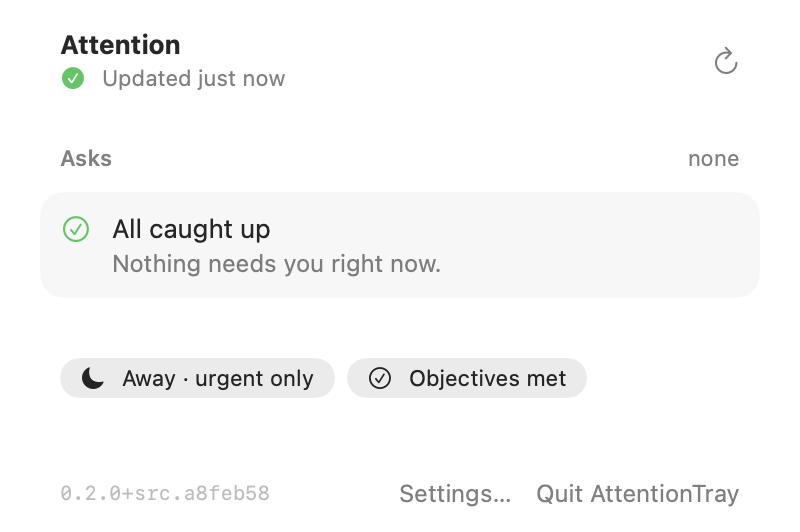 Attention
Updated just now
Asks none
All caught up
Nothing needs you right now.
Away · urgent only Objectives met
0.2.0+src.a8feb58 Settings... Quit AttentionTray